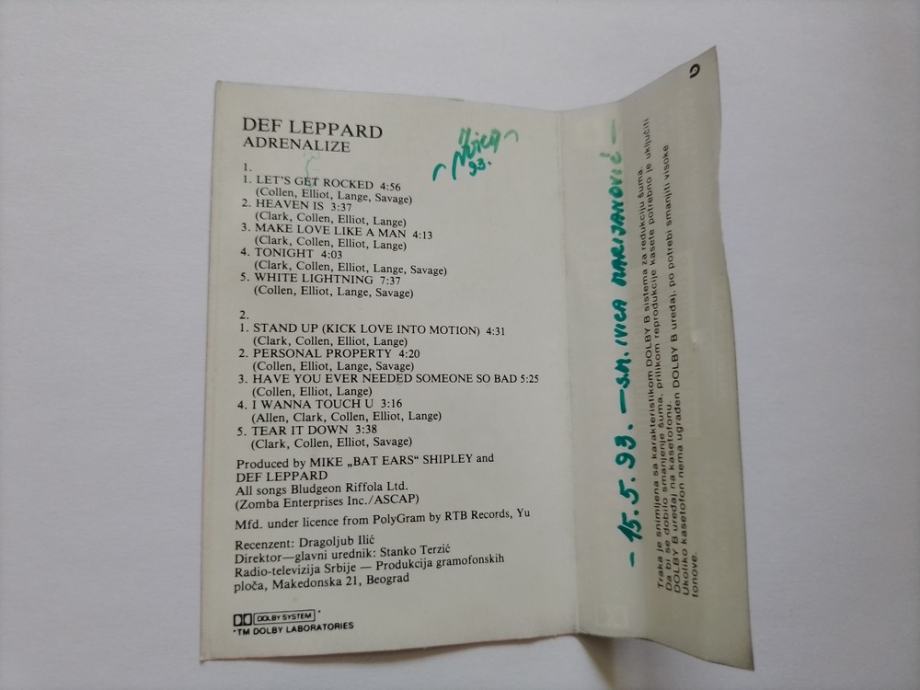 DEF LEPPARD
ADRENALIZE
Ivica
93.
1.
1. LET'S GET ROCKED 4:56
(Collen, Elliot, Lange, Savage)
2. HEAVEN IS 3:37
(Clark, Collen, Elliot, Lange)
3. MAKE LOVE LIKE A MAN 4:13
(Clark, Collen, Elliot, Lange)
4. TONIGHT 4:03
(Clark, Collen, Elliot, Lange, Savage)
5. WHITE LIGHTNING 7:37
(Collen, Elliot, Lange, Savage)
2.
1. STAND UP (KICK LOVE INTO MOTION) 4:31
(Clark, Collen, Elliot, Lange)
2. PERSONAL PROPERTY 4:20
(Collen, Elliot, Lange, Savage)
3. HAVE YOU EVER NEEDED SOMEONE SO BAD 5:25
(Collen, Elliot, Lange)
4. I WANNA TOUCH U 3:16
(Allen, Clark, Collen, Elliot, Lange)
5. TEAR IT DOWN 3:38
(Clark, Collen, Elliot, Savage)
Produced by MIKE „BAT EARS“ SHIPLEY and
DEF LEPPARD
All songs Bludgeon Riffola Ltd.
(Zomba Enterprises Inc./ASCAP)
Mfd. under licence from PolyGram by RTB Records, Yu
Recenzent: Dragoljub Ilić
Direktor—glavni urednik: Stanko Terzić
Radio-televizija Srbije — Produkcija gramofonskih
ploča, Makedonska 21, Beograd
DOLBY SYSTEM *
*TM DOLBY LABORATORIES
— 15. 5. 93. — S.M. IVICA MARIJANOVIĆ —
Traka je snimljena sa karakteristikom DOLBY B sistema za redukciju šuma.
Da bi se dobilo smanjenje šuma, prilikom reprodukcije kasete potrebno je uključiti
DOLBY B uređaj na kasetofonu.
Ukoliko kasetofon nema ugrađen DOLBY B uređaj, po potrebi smanjiti visoke
tonove.